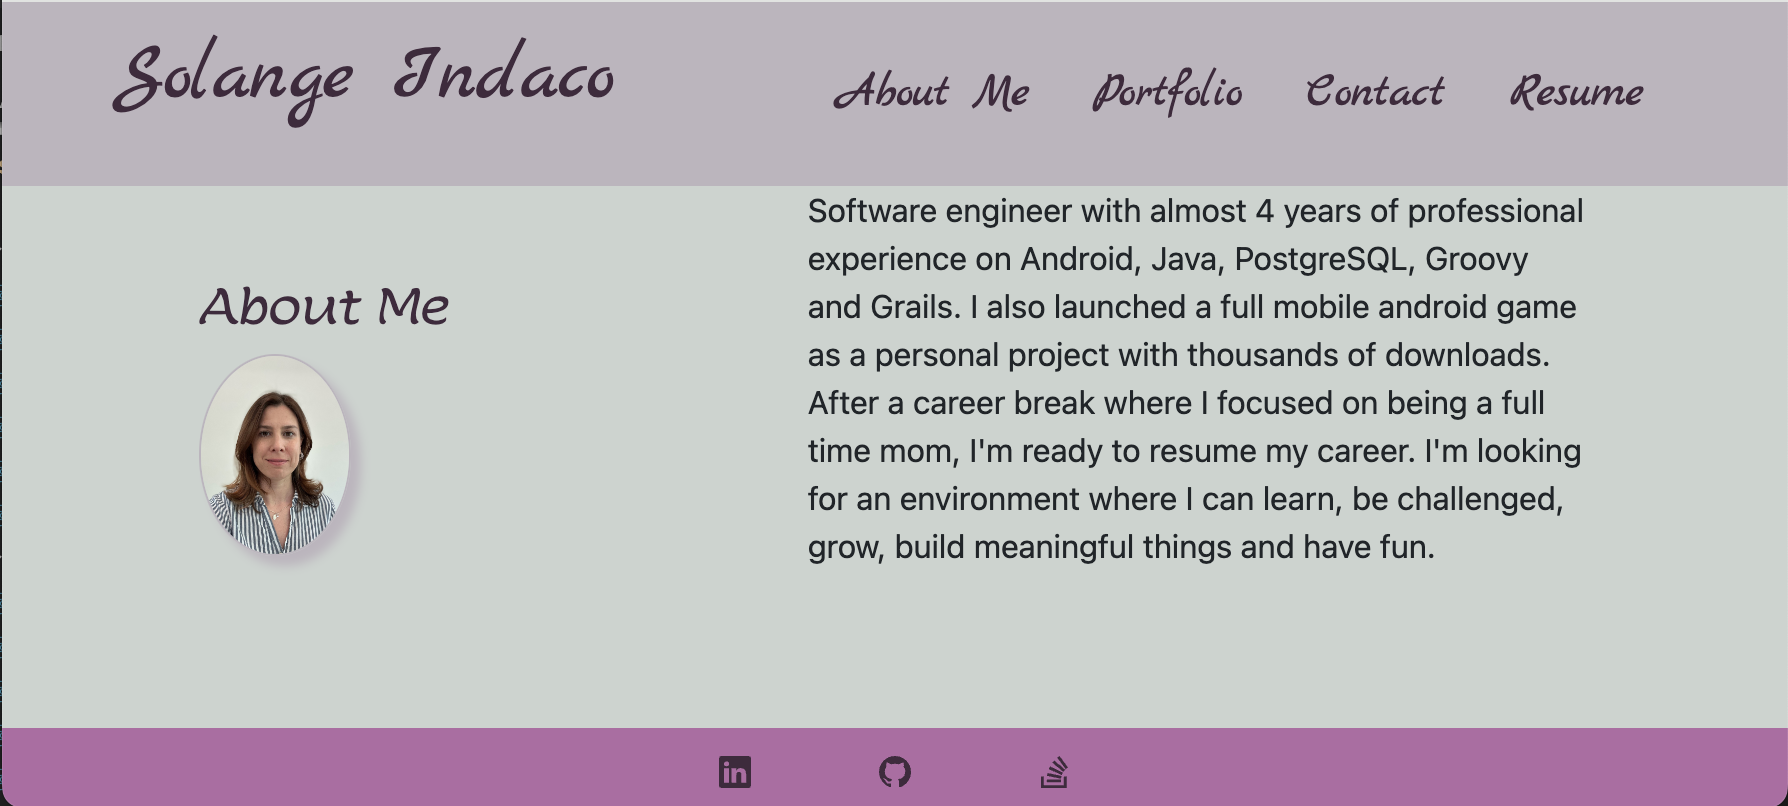 Solange Indaco
About Me Portfolio Contact Resume
About Me
Software engineer with almost 4 years of professional
experience on Android, Java, PostgreSQL, Groovy
and Grails. I also launched a full mobile android game
as a personal project with thousands of downloads.
After a career break where I focused on being a full
time mom, I'm ready to resume my career. I'm looking
for an environment where I can learn, be challenged,
grow, build meaningful things and have fun.
in